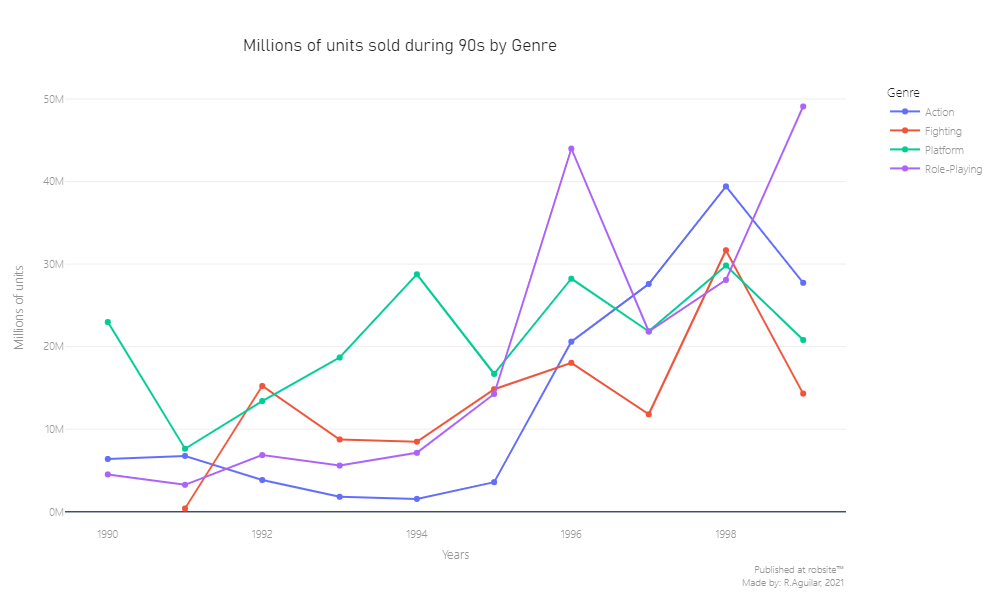 Millions of units sold during 90s by Genre
Genre
Action
Fighting
Platform
Role-Playing
50M
40M
30M
20M
10M
0M
Millions of units
1990
1992
1994
1996
1998
Years
Published at robsite™
Made by: R.Aguilar, 2021